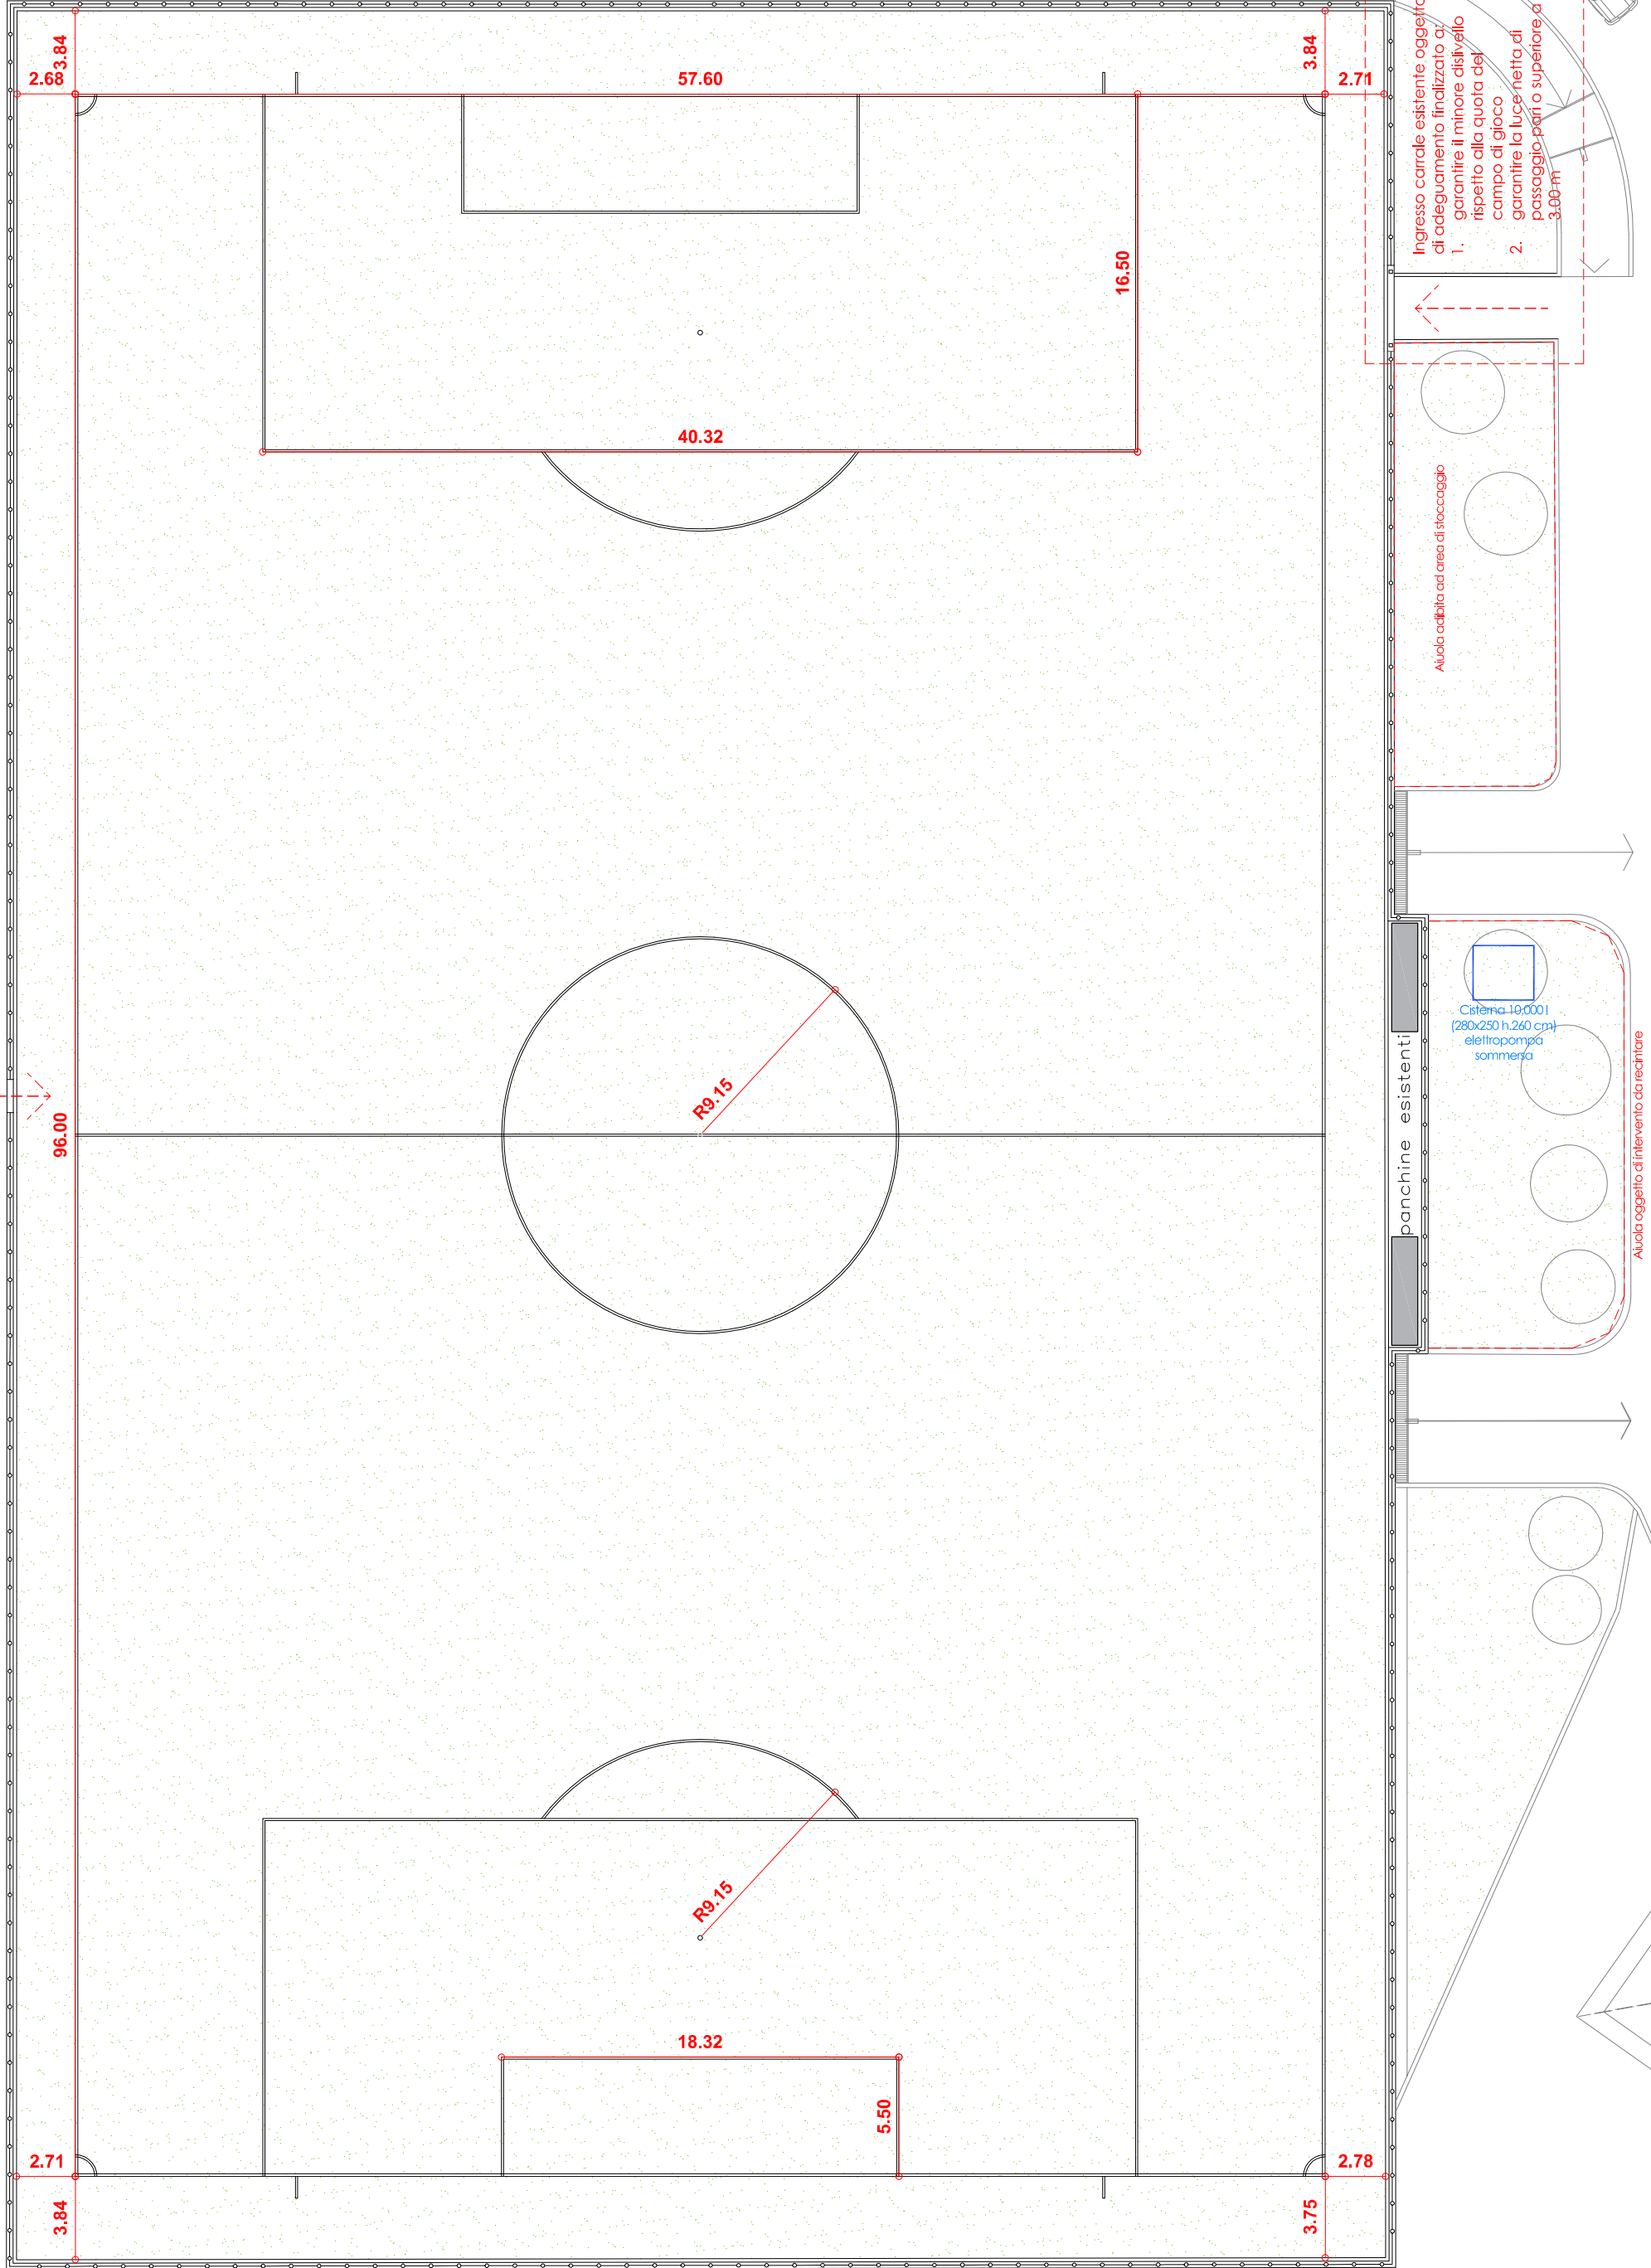 3.84
2.68
57.60
3.84
2.71
Ingresso carrale esistente oggetto
di adeguamento finalizzato a:
1. garantire il minore dislivello
rispetto alla quota del
campo di gioco
2. garantire la luce netta di
passaggio pari o superiore a
3.00 m
16.50
40.32
Aiuola adibita ad area di stoccaggio
Cisterna 10.000 l
(280x250 h.260 cm)
elettropompa
sommersa
R9.15
96.00
panchine esistenti
Aiuola oggetto di intervento da recintare
R9.15
18.32
5.50
2.71
3.84
2.78
3.75